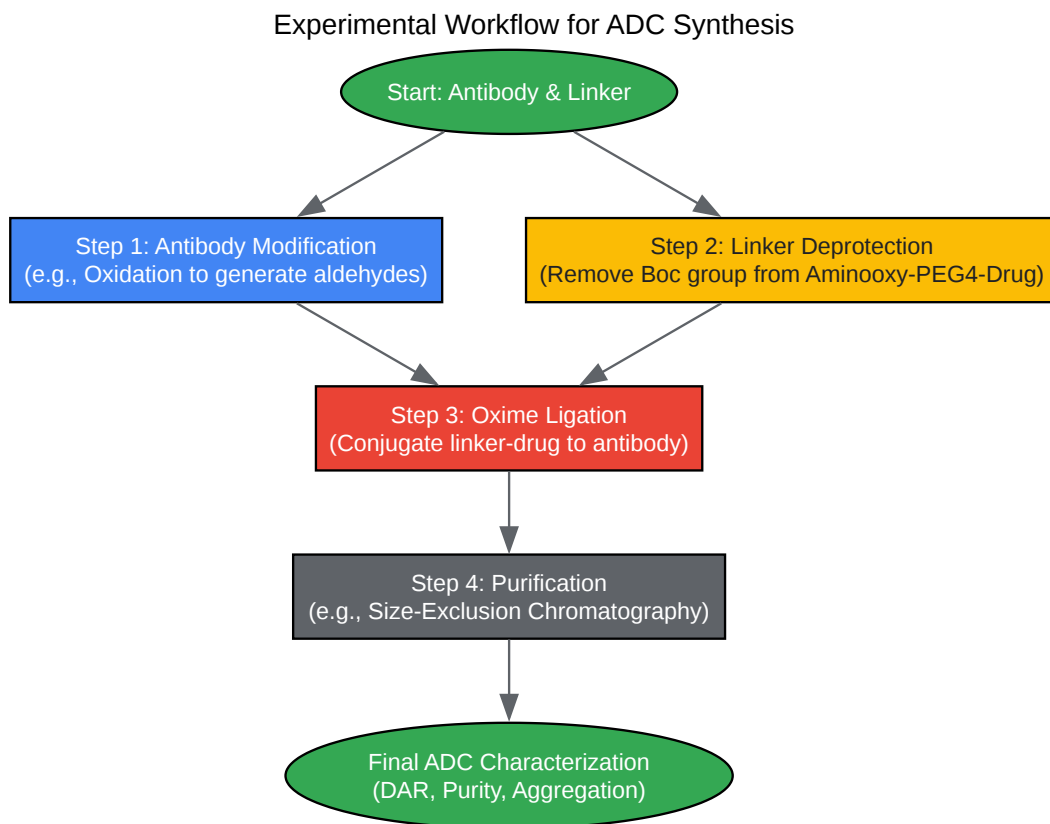 Experimental Workflow for ADC Synthesis
Start: Antibody & Linker
Step 1: Antibody Modification
(e.g., Oxidation to generate aldehydes)
Step 2: Linker Deprotection
(Remove Boc group from Aminooxy-PEG4-Drug)
Step 3: Oxime Ligation
(Conjugate linker-drug to antibody)
Step 4: Purification
(e.g., Size-Exclusion Chromatography)
Final ADC Characterization
(DAR, Purity, Aggregation)